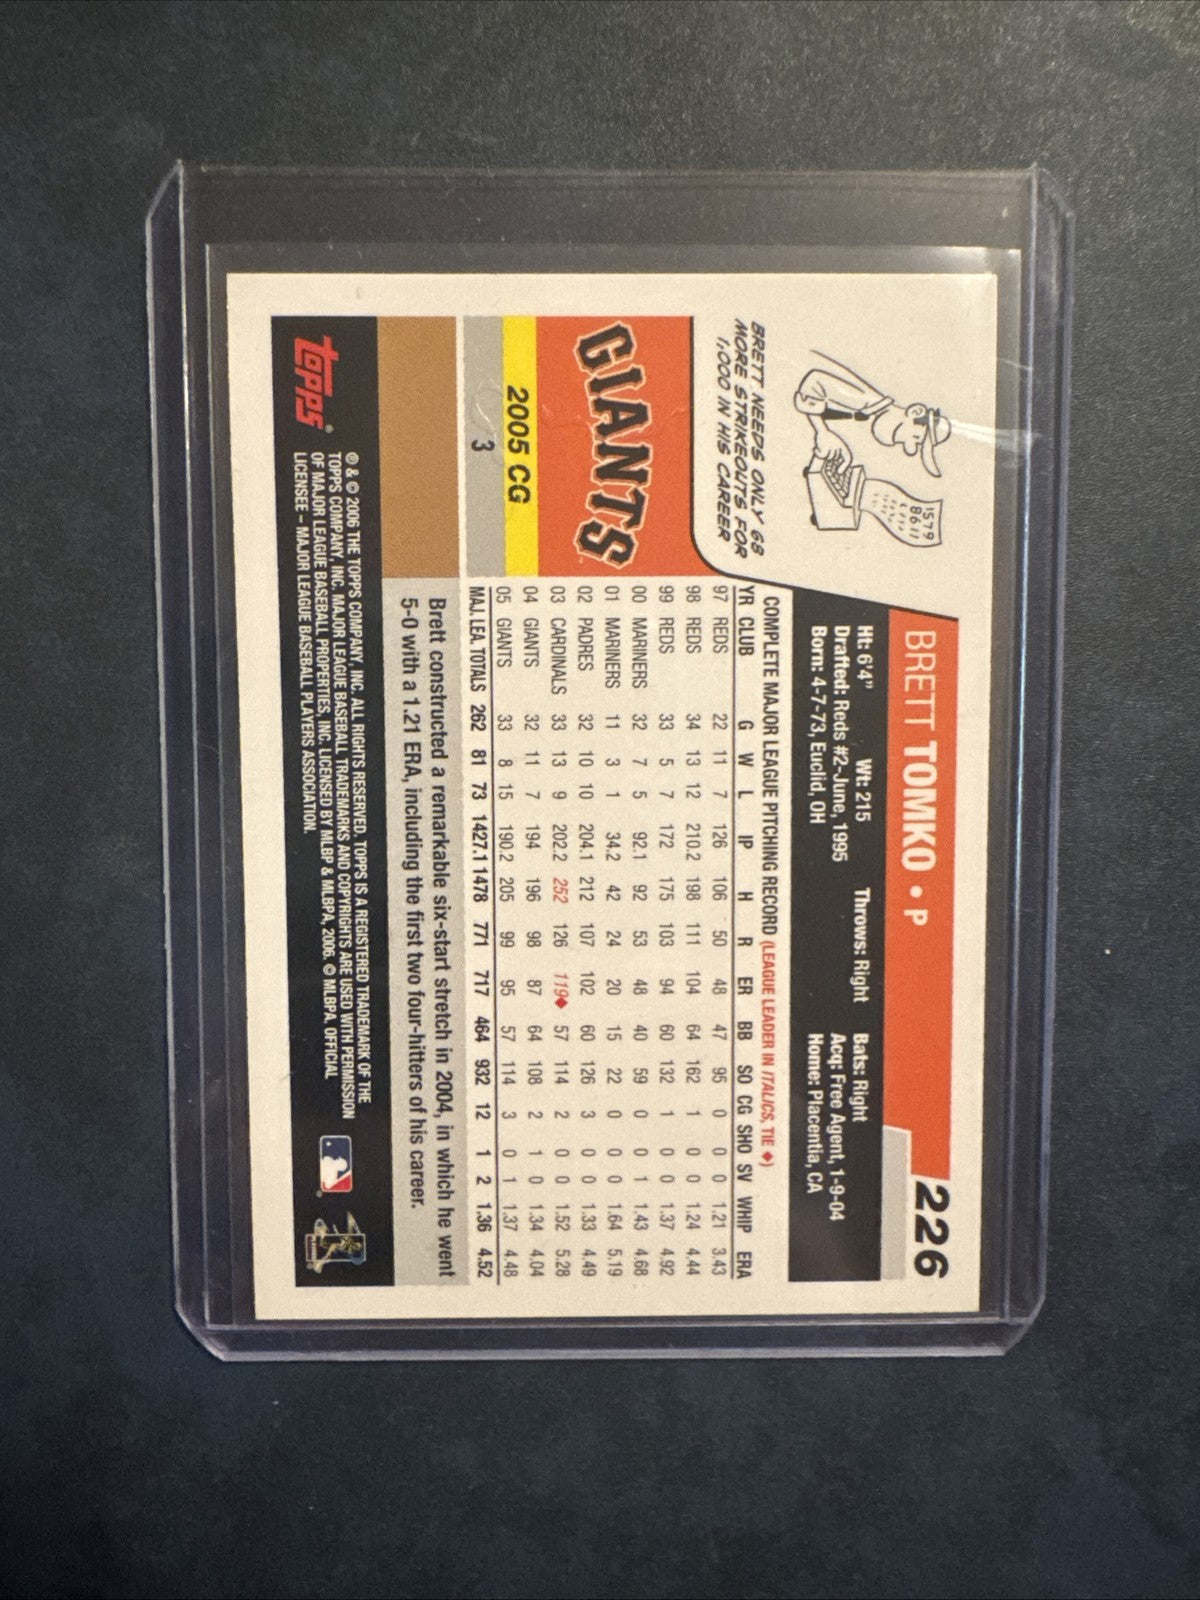 1579
8611
BRETT NEEDS ONLY 68
MORE STRIKEOUTS FOR
1,000 IN HIS CAREER
BRETT TOMKO • P
226
Ht: 6'4" Wt: 215 Throws: Right Bats: Right
Drafted: Reds #2-June, 1995 Acq: Free Agent, 1-9-04
Born: 4-7-73, Euclid, OH Home: Placentia, CA
GIANTS
2005 CG
3
COMPLETE MAJOR LEAGUE PITCHING RECORD (LEAGUE LEADER IN ITALICS, TIE ♦)
YR CLUB G W L IP H R ER BB SO CG SHO SV WHIP ERA
97 REDS 22 11 7 126 106 50 48 47 95 0 0 0 1.21 3.43
98 REDS 34 13 12 210.2 198 111 104 64 162 1 0 0 1.24 4.44
99 REDS 33 5 7 172 175 103 94 60 132 1 0 0 1.37 4.92
00 MARINERS 32 7 5 92.1 92 53 48 40 59 0 0 1 1.43 4.68
01 MARINERS 11 3 1 34.2 42 24 20 15 22 0 0 0 1.64 5.19
02 PADRES 32 10 10 204.1 212 107 102 60 126 3 0 0 1.33 4.49
03 CARDINALS 33 13 9 202.2 252 126 119♦ 57 114 2 0 0 1.52 5.28
04 GIANTS 32 11 7 194 196 98 87 64 108 2 1 0 1.34 4.04
05 GIANTS 33 8 15 190.2 205 99 95 57 114 3 0 1 1.37 4.48
MAJ. LEA. TOTALS 262 81 73 1427.1 1478 771 717 464 932 12 1 2 1.36 4.52
Brett constructed a remarkable six-start stretch in 2004, in which he went
5-0 with a 1.21 ERA, including the first two four-hitters of his career.
topps®
® & © 2006 THE TOPPS COMPANY, INC. ALL RIGHTS RESERVED. TOPPS IS A REGISTERED TRADEMARK OF THE
TOPPS COMPANY, INC. MAJOR LEAGUE BASEBALL TRADEMARKS AND COPYRIGHTS ARE USED WITH PERMISSION
OF MAJOR LEAGUE BASEBALL PROPERTIES, INC. LICENSED BY MLBP & MLBPA, 2006. © MLBPA. OFFICIAL
LICENSEE – MAJOR LEAGUE BASEBALL PLAYERS ASSOCIATION.